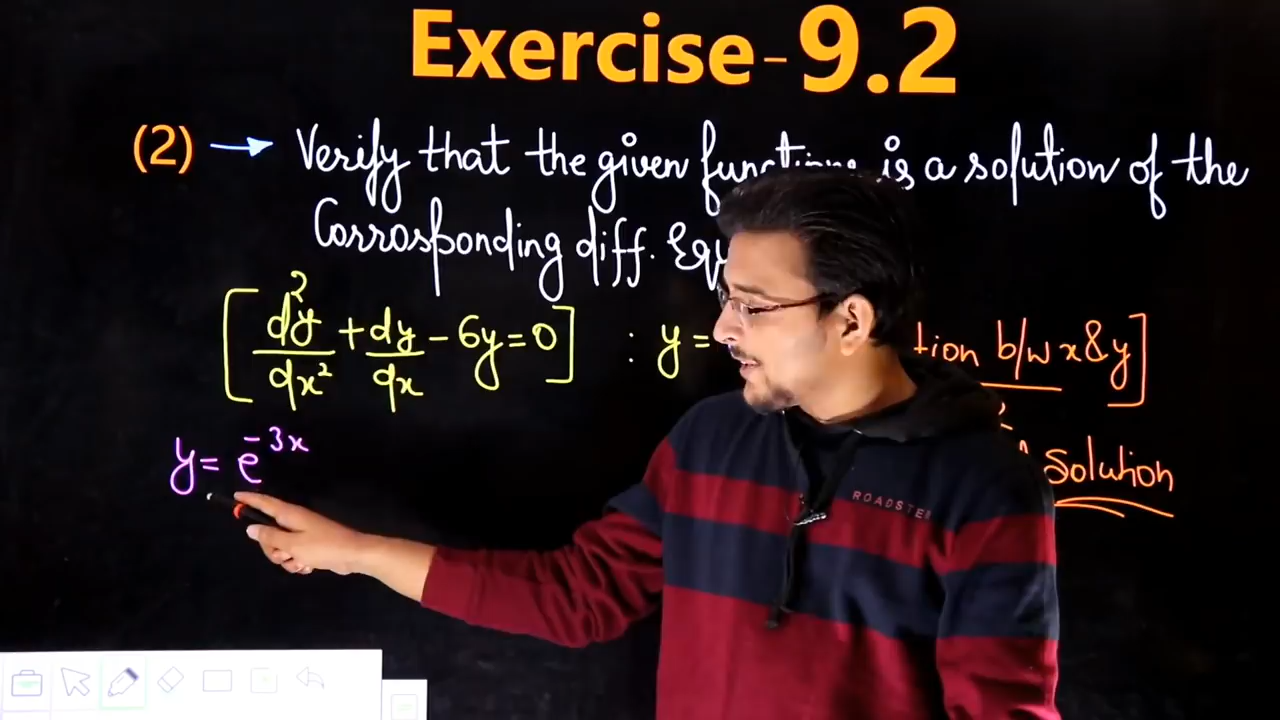 Exercise-9.2
(2) → Verify that the given functions is a solution of the
Corrosponding diff.
[d²y/dx² + dy/dx - 6y = 0] : y = tion b/w x & y]
y = e^-3x solution
ROADSTER